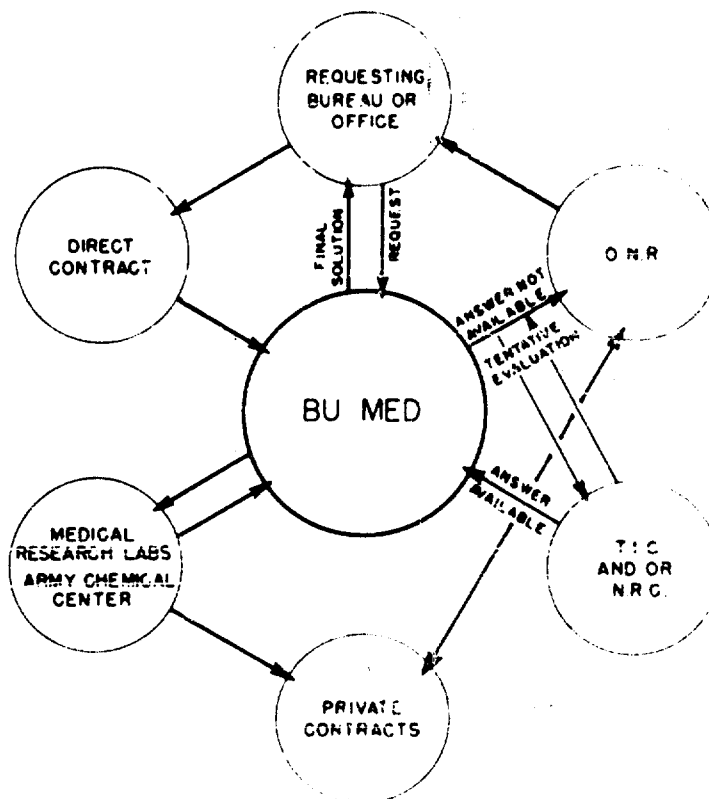 REQUESTING
BUREAU OR
OFFICE
DIRECT
CONTRACT
FINAL
SOLUTION
REQUEST
O.N.R.
ANSWER NOT
AVAILABLE
TENTATIVE
EVALUATION
BU MED
ANSWER
AVAILABLE
MEDICAL
RESEARCH LABS
ARMY CHEMICAL
CENTER
T.I.C.
AND OR
N.R.C.
PRIVATE
CONTRACTS